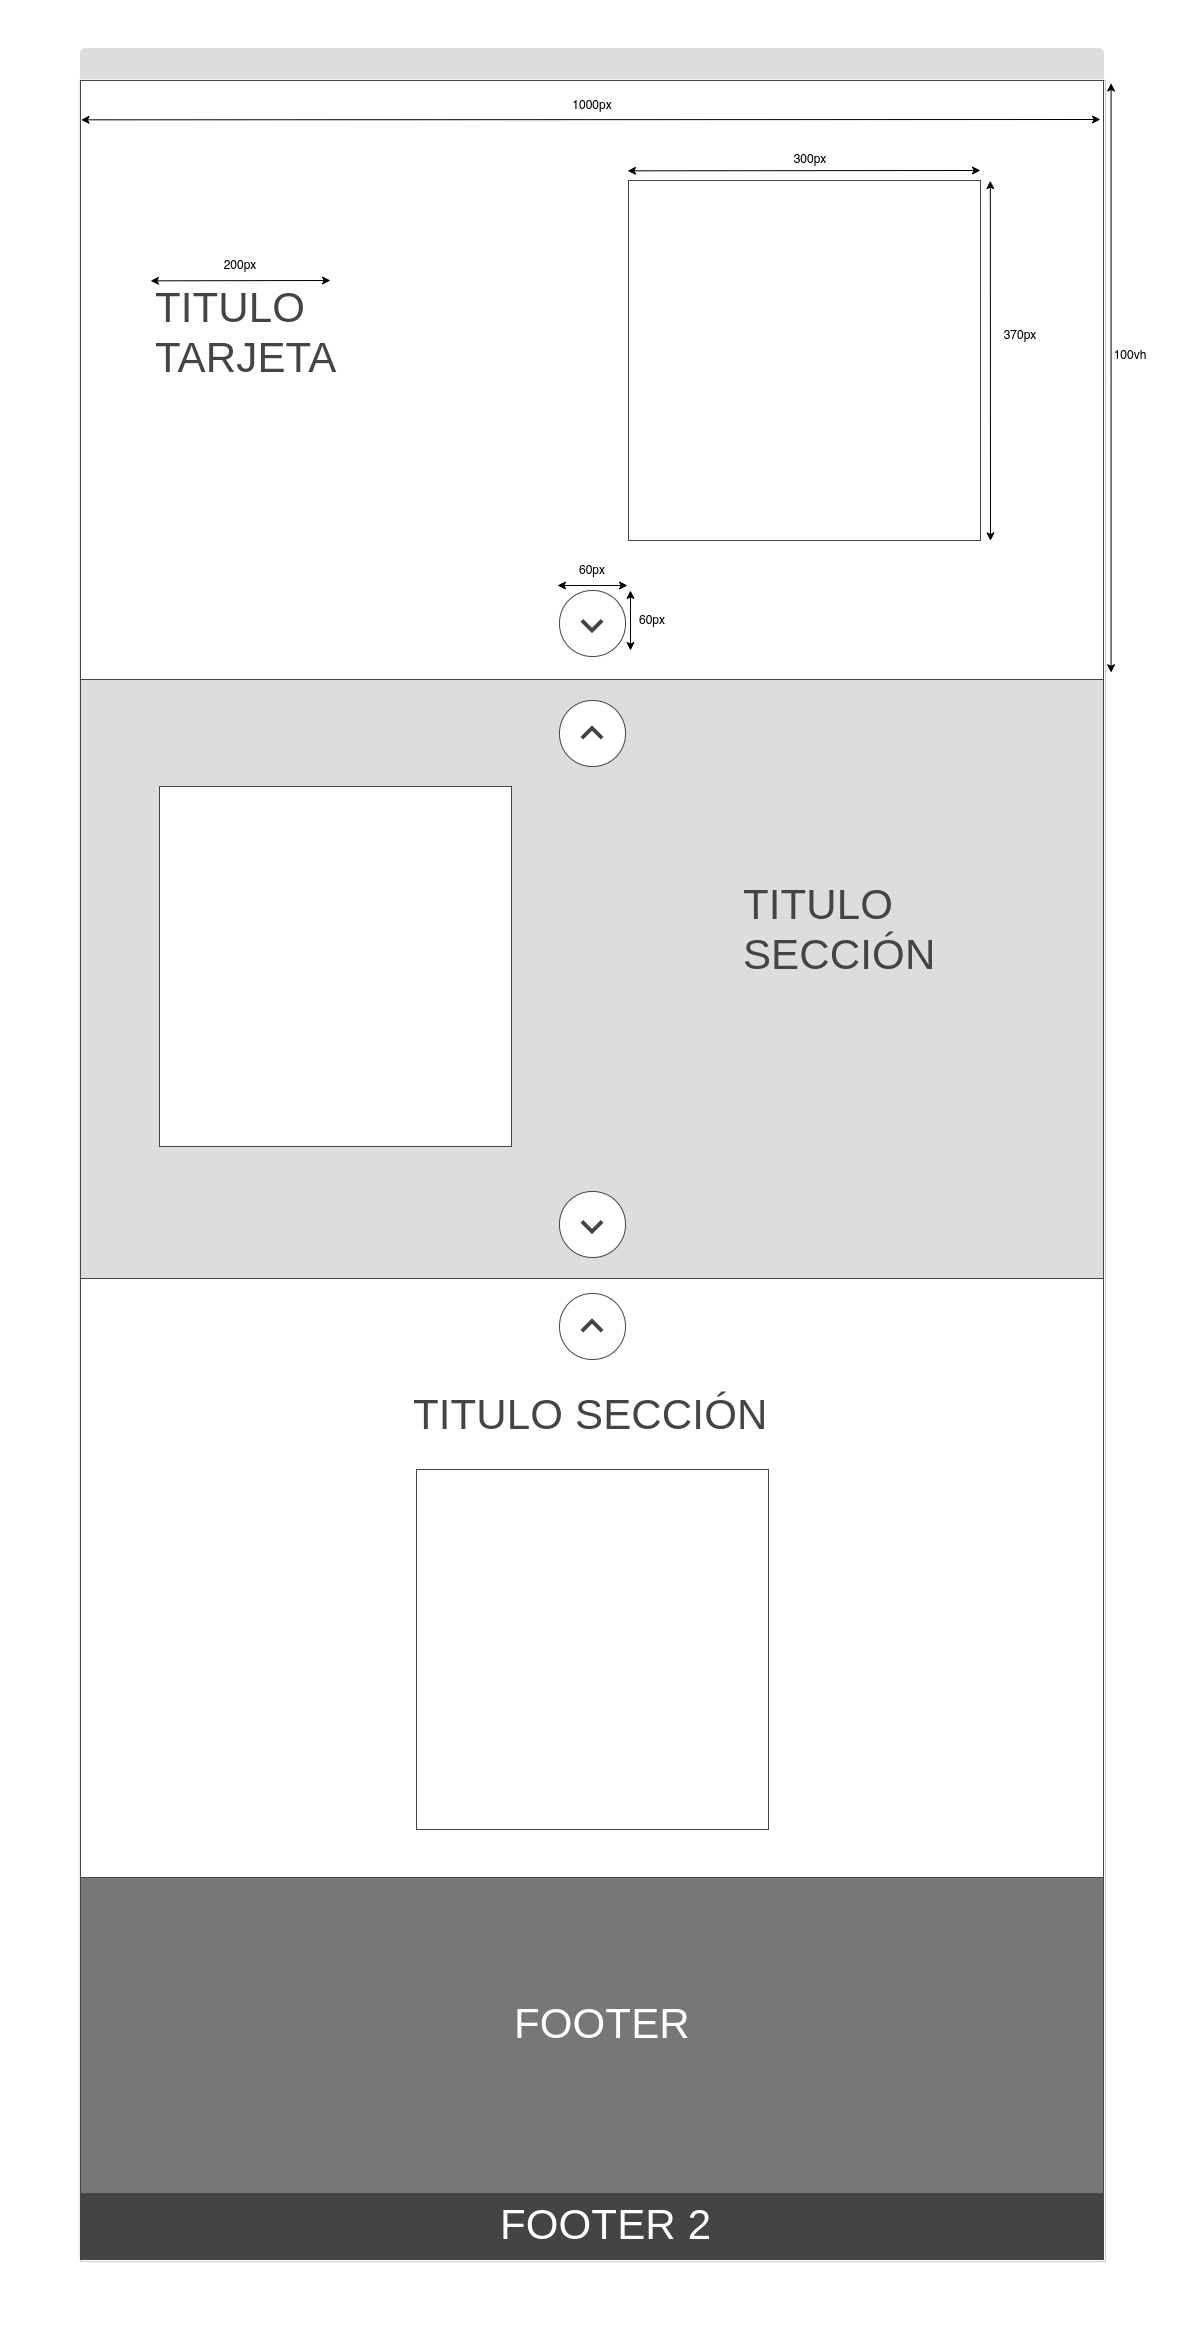 1000px
300px
200px
TITULO
TARJETA
370px
100vh
60px
60px
TITULO
SECCIÓN
TITULO SECCIÓN
FOOTER
FOOTER 2